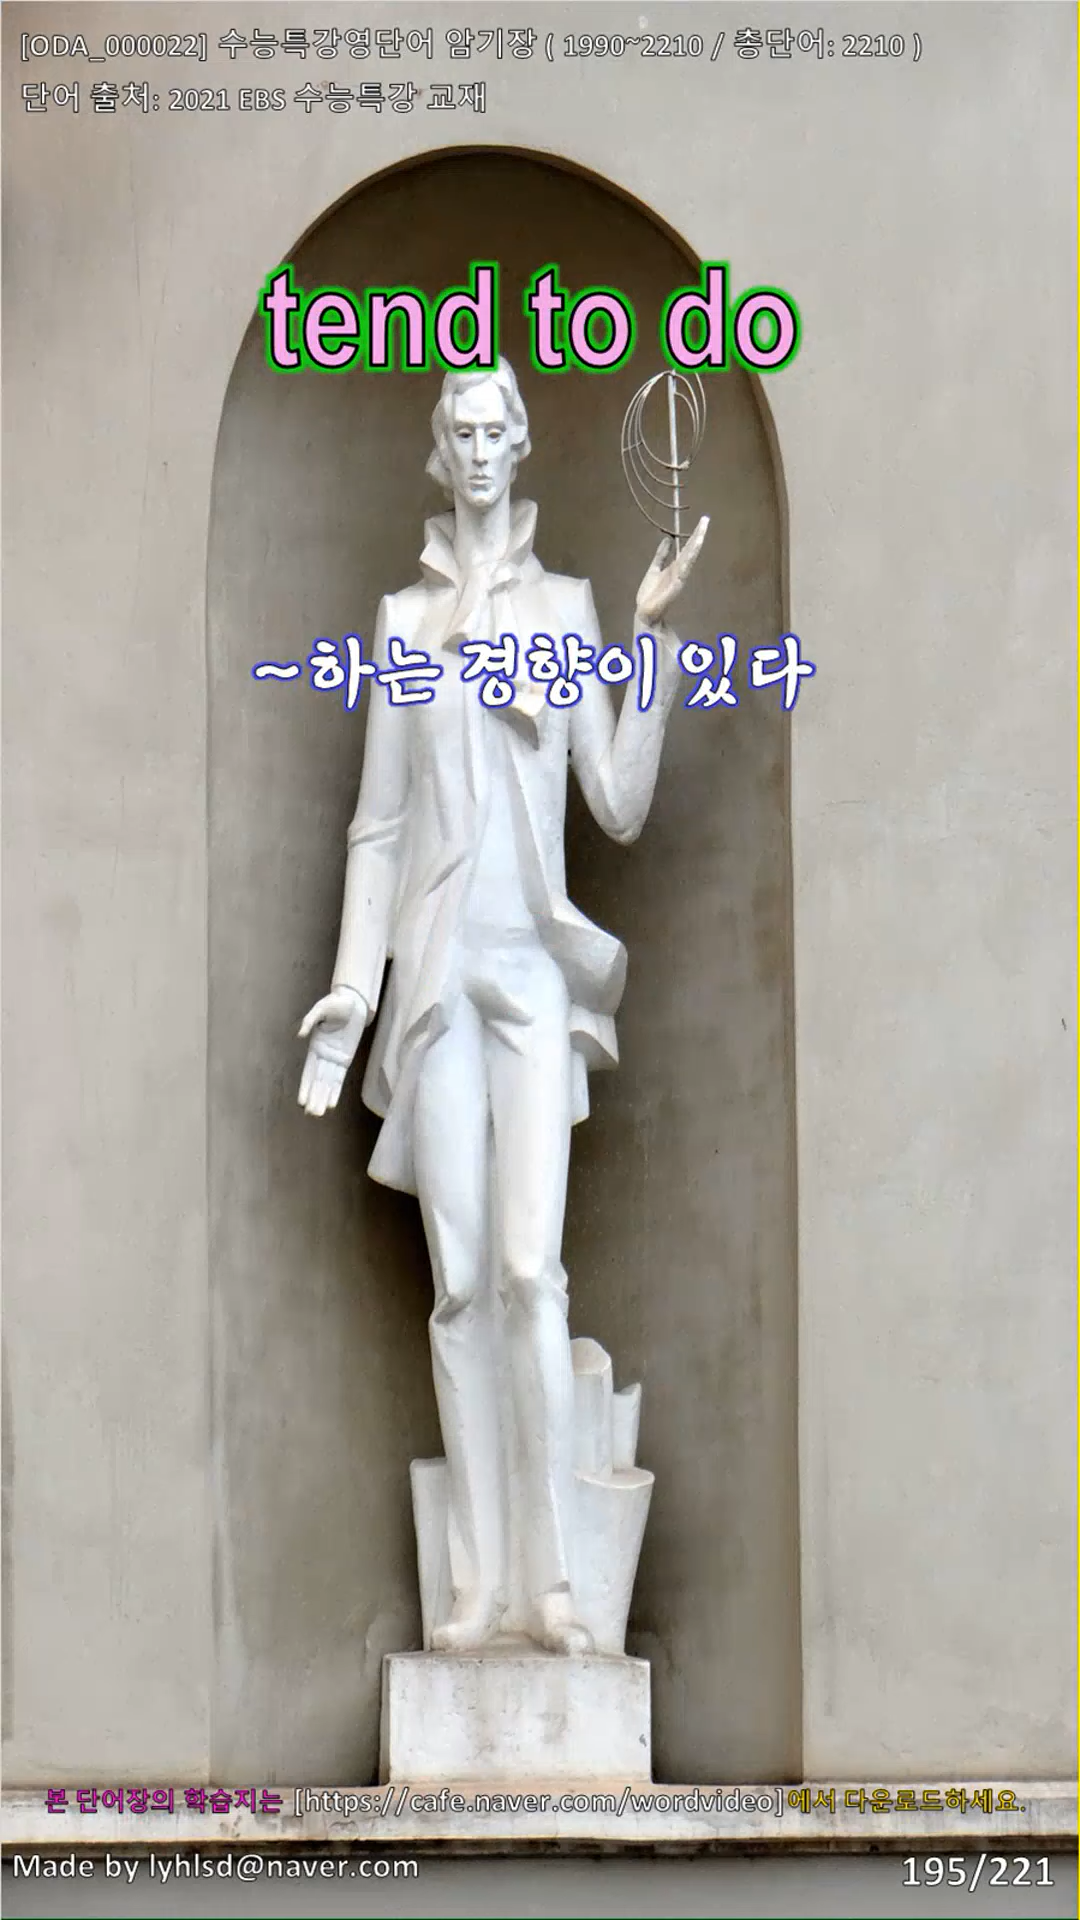 [ODA_000022] 수능특강영단어 암기장 ( 1990~2210 / 총단어: 2210 )
단어 출처: 2021 EBS 수능특강 교재
tend to do
~하는 경향이 있다
본 단어장의 학습지는 [https://cafe.naver.com/wordvideo]에서 다운로드하세요.
Made by lyhlsd@naver.com
195/221